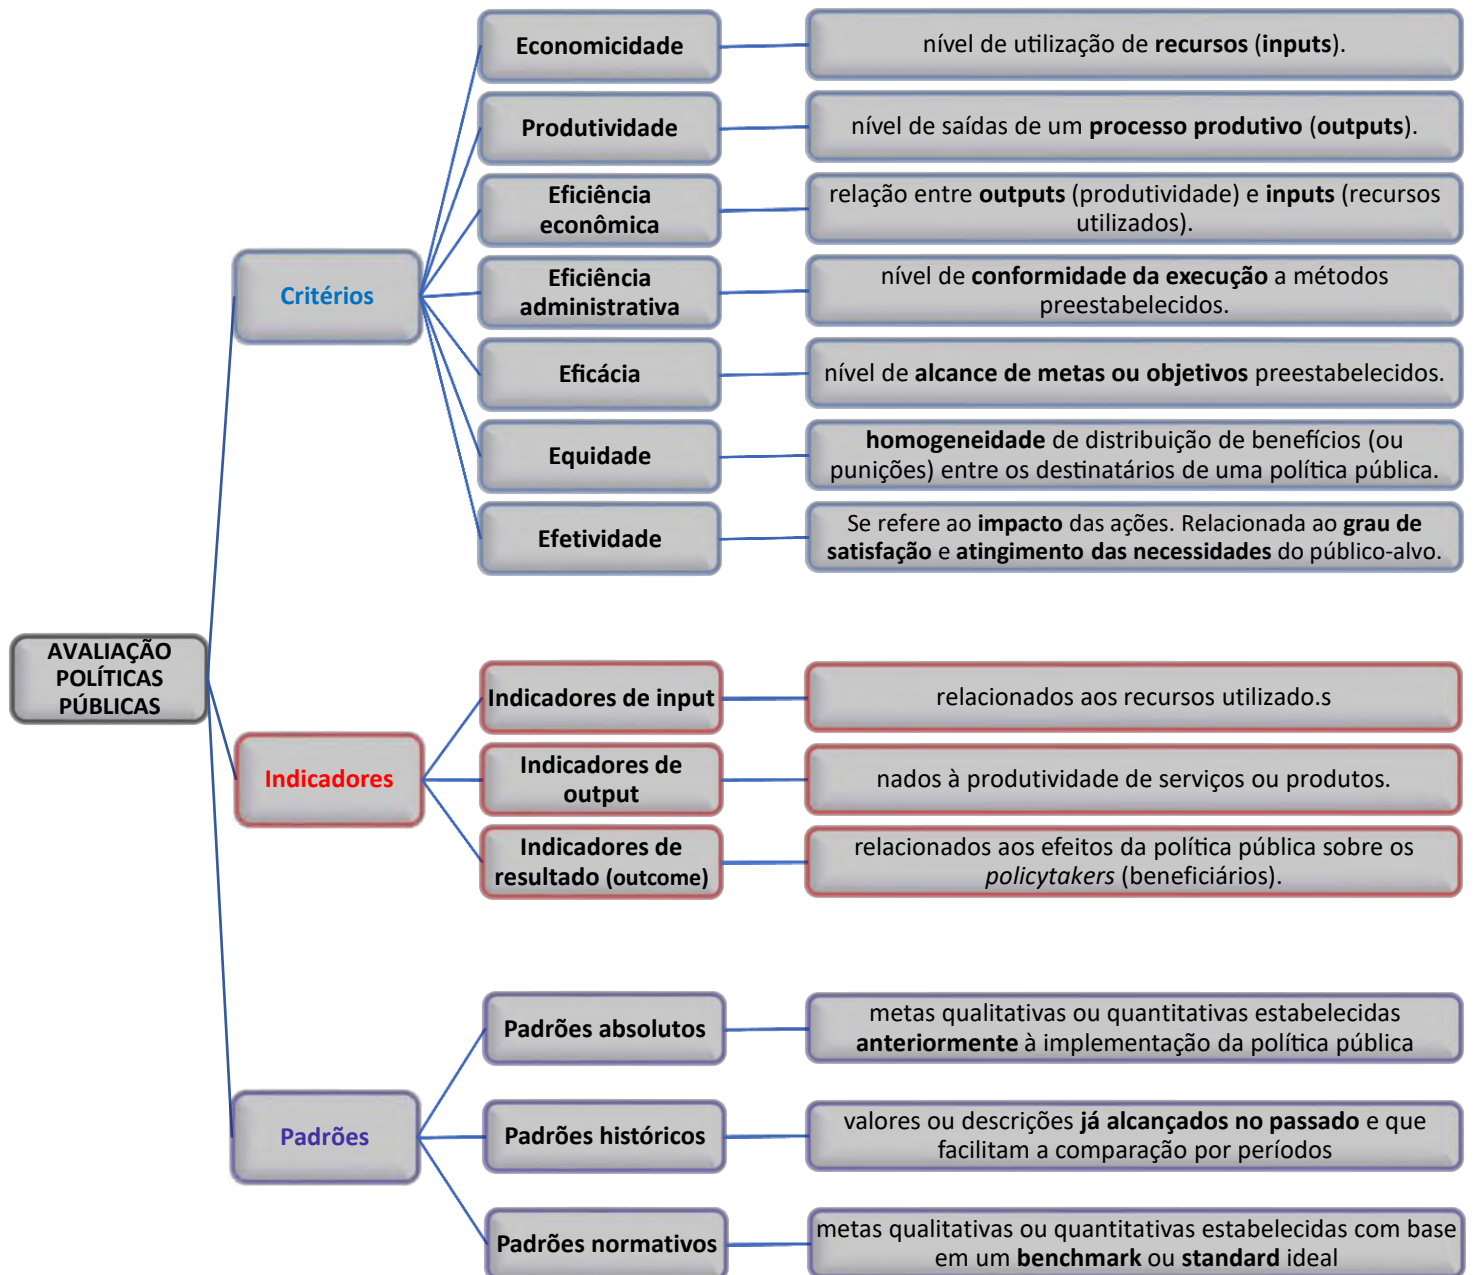 AVALIAÇÃO
POLÍTICAS
PÚBLICAS
Critérios
Economicidade
nível de utilização de recursos (inputs).
Produtividade
nível de saídas de um processo produtivo (outputs).
Eficiência
econômica
relação entre outputs (produtividade) e inputs (recursos
utilizados).
Eficiência
administrativa
nível de conformidade da execução a métodos
preestabelecidos.
Eficácia
nível de alcance de metas ou objetivos preestabelecidos.
Equidade
homogeneidade de distribuição de benefícios (ou
punições) entre os destinatários de uma política pública.
Efetividade
Se refere ao impacto das ações. Relacionada ao grau de
satisfação e atingimento das necessidades do público-alvo.
Indicadores
Indicadores de input
relacionados aos recursos utilizado.s
Indicadores de
output
nados à produtividade de serviços ou produtos.
Indicadores de
resultado (outcome)
relacionados aos efeitos da política pública sobre os
policytakers (beneficiários).
Padrões
Padrões absolutos
metas qualitativas ou quantitativas estabelecidas
anteriormente à implementação da política pública
Padrões históricos
valores ou descrições já alcançados no passado e que
facilitam a comparação por períodos
Padrões normativos
metas qualitativas ou quantitativas estabelecidas com base
em um benchmark ou standard ideal